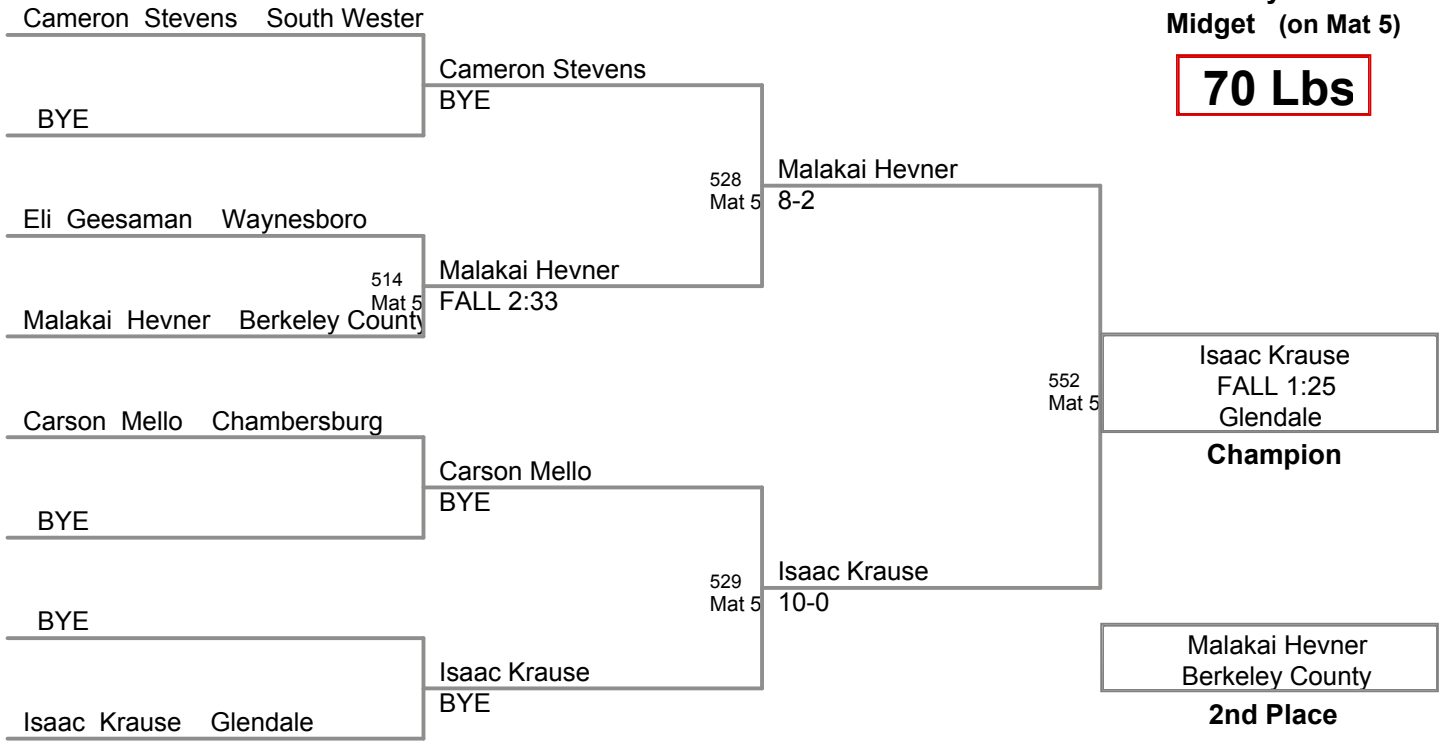 Cameron Stevens South Wester
Midget (on Mat 5)
70 Lbs
Cameron Stevens
BYE
BYE
528
Mat 5
Malakai Hevner
8-2
Eli Geesaman Waynesboro
514
Mat 5
Malakai Hevner
FALL 2:33
Malakai Hevner Berkeley County
552
Mat 5
Isaac Krause
FALL 1:25
Glendale
Champion
Carson Mello Chambersburg
Carson Mello
BYE
BYE
529
Mat 5
Isaac Krause
10-0
BYE
Isaac Krause
BYE
Isaac Krause Glendale
Malakai Hevner
Berkeley County
2nd Place